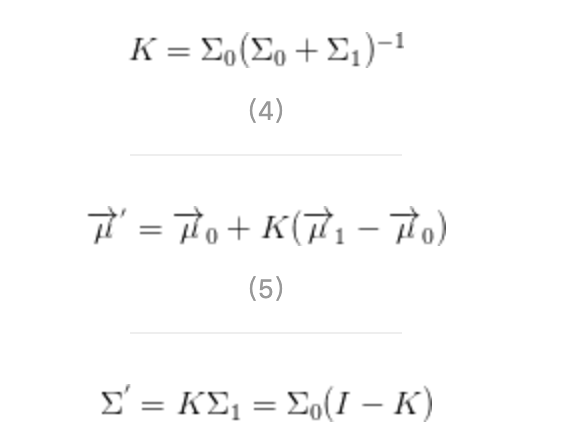 K = Σ₀(Σ₀ + Σ₁)⁻¹
(4)
μ⃗′ = μ⃗₀ + K(μ⃗₁ − μ⃗₀)
(5)
Σ′ = KΣ₁ = Σ₀(I − K)